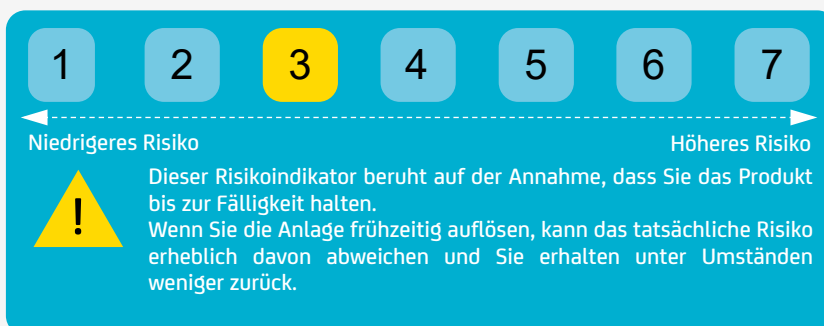 1 2 3 4 5 6 7
Niedrigeres Risiko Höheres Risiko
!
Dieser Risikoindikator beruht auf der Annahme, dass Sie das Produkt
bis zur Fälligkeit halten.
Wenn Sie die Anlage frühzeitig auflösen, kann das tatsächliche Risiko
erheblich davon abweichen und Sie erhalten unter Umständen
weniger zurück.